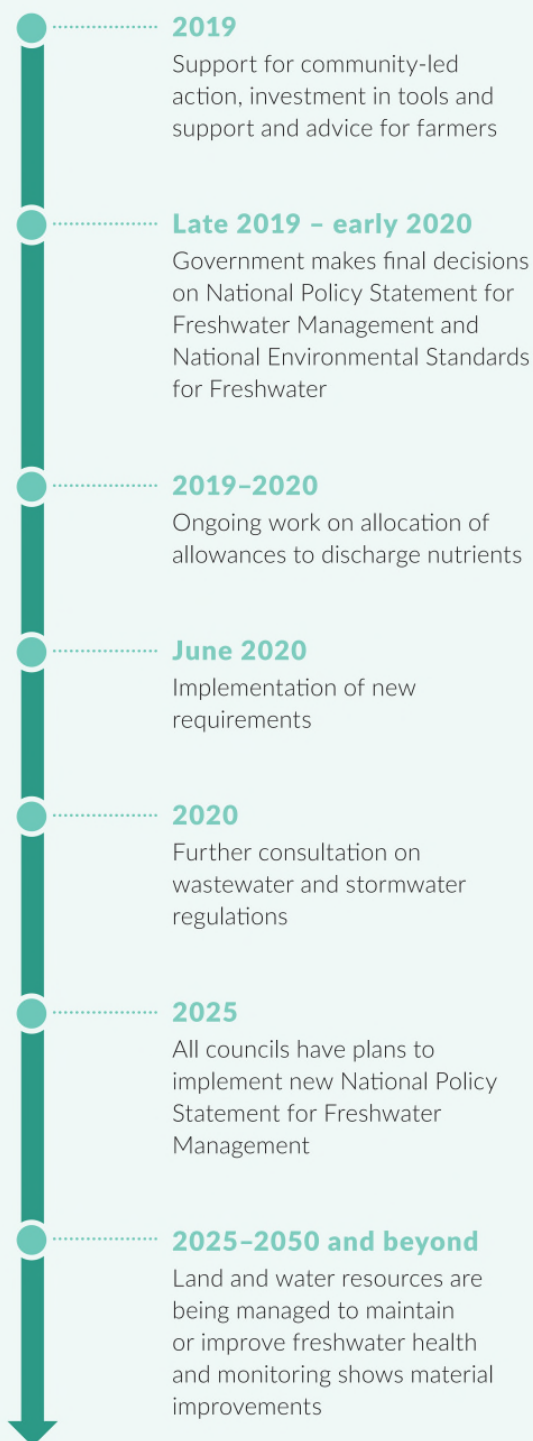 2019
Support for community-led
action, investment in tools and
support and advice for farmers
Late 2019 – early 2020
Government makes final decisions
on National Policy Statement for
Freshwater Management and
National Environmental Standards
for Freshwater
2019–2020
Ongoing work on allocation of
allowances to discharge nutrients
June 2020
Implementation of new
requirements
2020
Further consultation on
wastewater and stormwater
regulations
2025
All councils have plans to
implement new National Policy
Statement for Freshwater
Management
2025–2050 and beyond
Land and water resources are
being managed to maintain
or improve freshwater health
and monitoring shows material
improvements